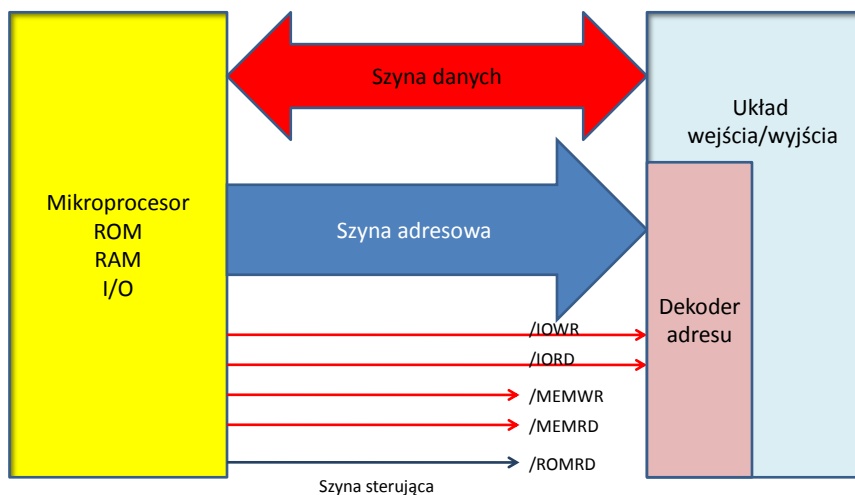 Szyna danych
Układ
wejścia/wyjścia
Mikroprocesor
ROM
RAM
I/O
Szyna adresowa
Dekoder
adresu
/IOWR
/IORD
/MEMWR
/MEMRD
/ROMRD
Szyna sterująca